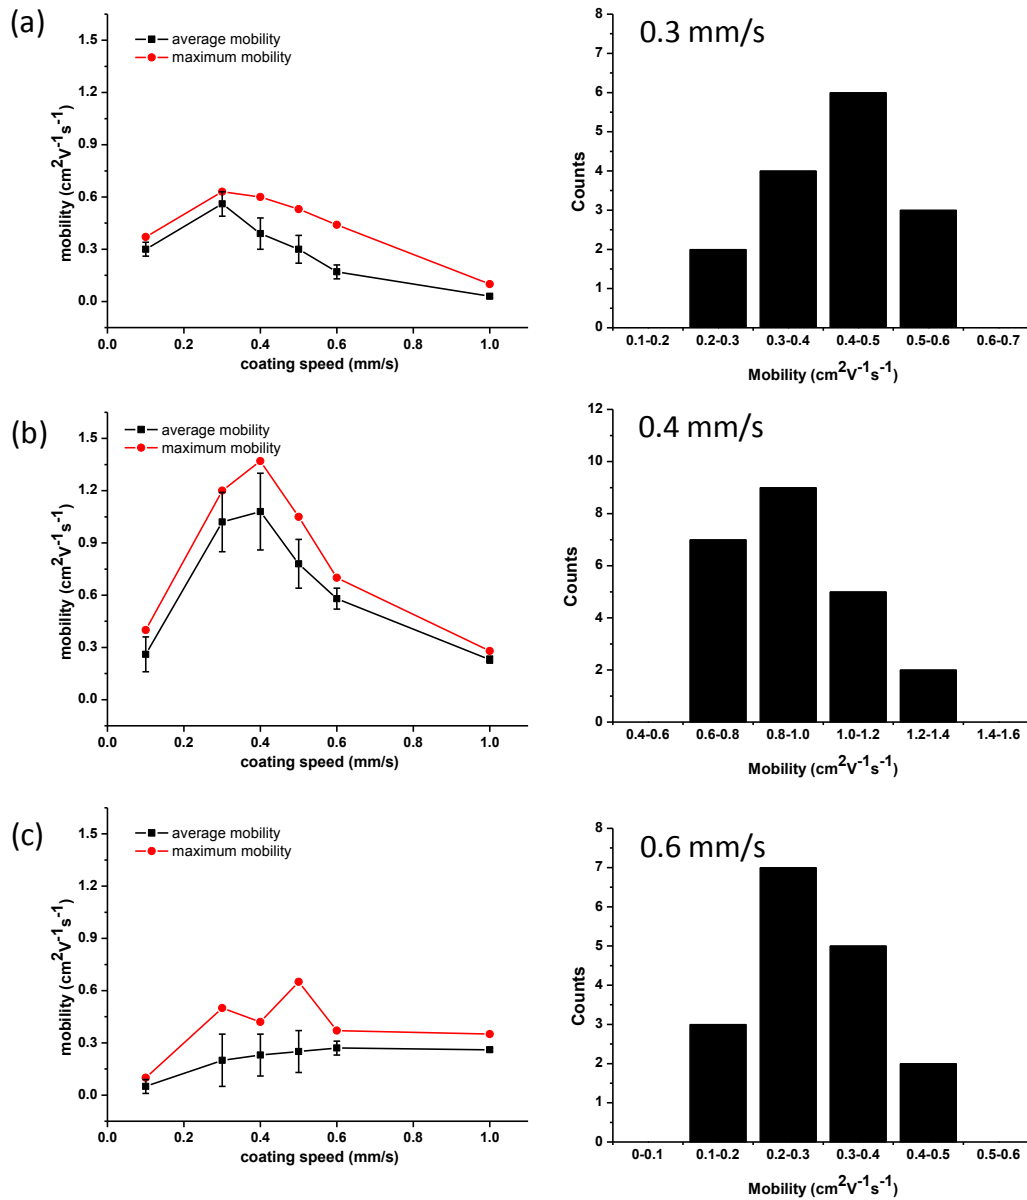 (a)
average mobility
maximum mobility
1.5
1.2
0.9
0.6
0.3
0.0
mobility (cm²V⁻¹s⁻¹)
0.0 0.2 0.4 0.6 0.8 1.0
coating speed (mm/s)
0.3 mm/s
8
7
6
5
4
3
2
1
0
Counts
0.1-0.2 0.2-0.3 0.3-0.4 0.4-0.5 0.5-0.6 0.6-0.7
Mobility (cm²V⁻¹s⁻¹)
(b)
average mobility
maximum mobility
1.5
1.2
0.9
0.6
0.3
0.0
mobility (cm²V⁻¹s⁻¹)
0.0 0.2 0.4 0.6 0.8 1.0
coating speed (mm/s)
0.4 mm/s
12
10
8
6
4
2
0
Counts
0.4-0.6 0.6-0.8 0.8-1.0 1.0-1.2 1.2-1.4 1.4-1.6
Mobility (cm²V⁻¹s⁻¹)
(c)
average mobility
maximum mobility
1.5
1.2
0.9
0.6
0.3
0.0
mobility (cm²V⁻¹s⁻¹)
0.0 0.2 0.4 0.6 0.8 1.0
coating speed (mm/s)
0.6 mm/s
8
7
6
5
4
3
2
1
0
Counts
0-0.1 0.1-0.2 0.2-0.3 0.3-0.4 0.4-0.5 0.5-0.6
Mobility (cm²V⁻¹s⁻¹)